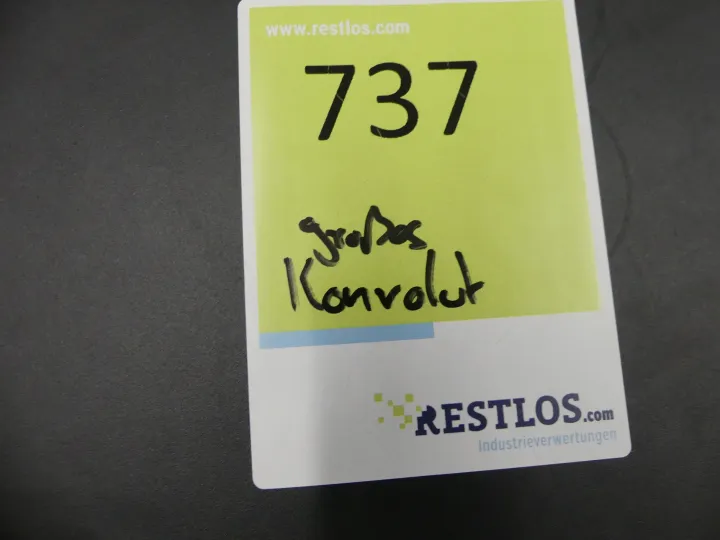 www.restlos.com
737
großes
Konvolut
RESTLOS.com
Industrieverwertungen